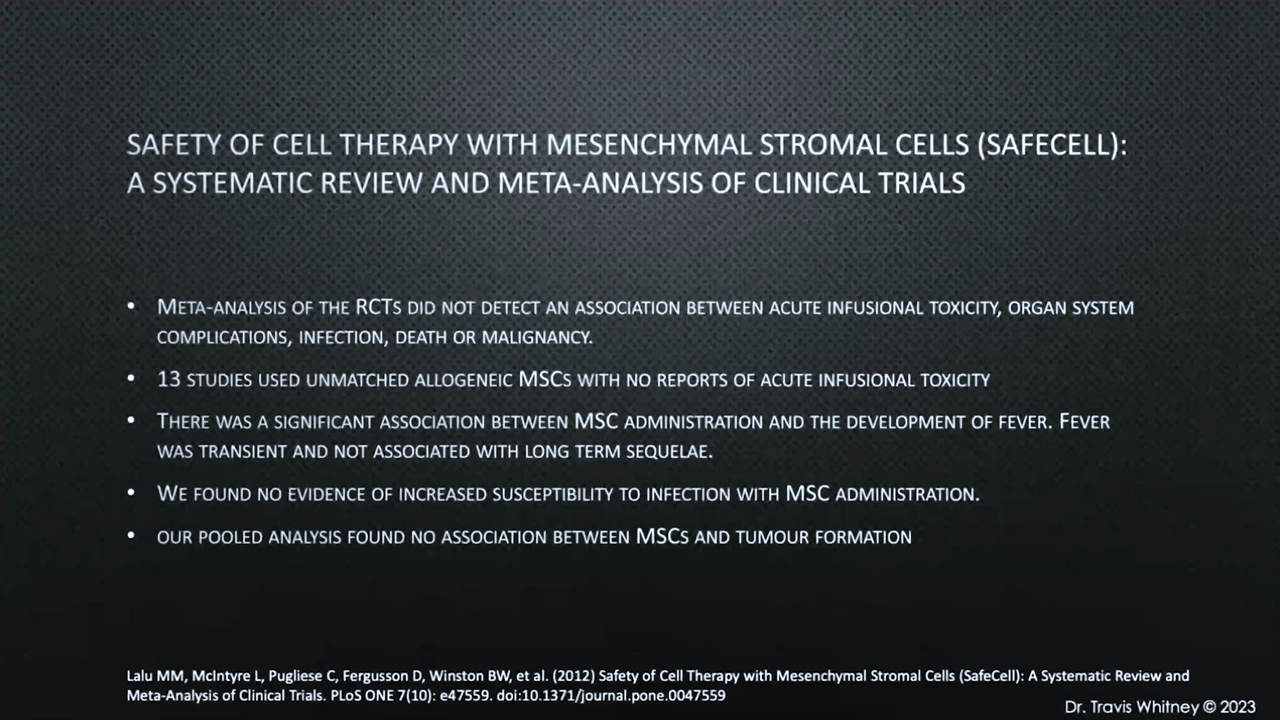 SAFETY OF CELL THERAPY WITH MESENCHYMAL STROMAL CELLS (SAFECELL):
A SYSTEMATIC REVIEW AND META-ANALYSIS OF CLINICAL TRIALS
• META-ANALYSIS OF THE RCTS DID NOT DETECT AN ASSOCIATION BETWEEN ACUTE INFUSIONAL TOXICITY, ORGAN SYSTEM
COMPLICATIONS, INFECTION, DEATH OR MALIGNANCY.
• 13 STUDIES USED UNMATCHED ALLOGENEIC MSCS WITH NO REPORTS OF ACUTE INFUSIONAL TOXICITY
• THERE WAS A SIGNIFICANT ASSOCIATION BETWEEN MSC ADMINISTRATION AND THE DEVELOPMENT OF FEVER. FEVER
WAS TRANSIENT AND NOT ASSOCIATED WITH LONG TERM SEQUELAE.
• WE FOUND NO EVIDENCE OF INCREASED SUSCEPTIBILITY TO INFECTION WITH MSC ADMINISTRATION.
• OUR POOLED ANALYSIS FOUND NO ASSOCIATION BETWEEN MSCS AND TUMOUR FORMATION
Lalu MM, McIntyre L, Pugliese C, Fergusson D, Winston BW, et al. (2012) Safety of Cell Therapy with Mesenchymal Stromal Cells (SafeCell): A Systematic Review and
Meta-Analysis of Clinical Trials. PLoS ONE 7(10): e47559. doi:10.1371/journal.pone.0047559
Dr. Travis Whitney © 2023